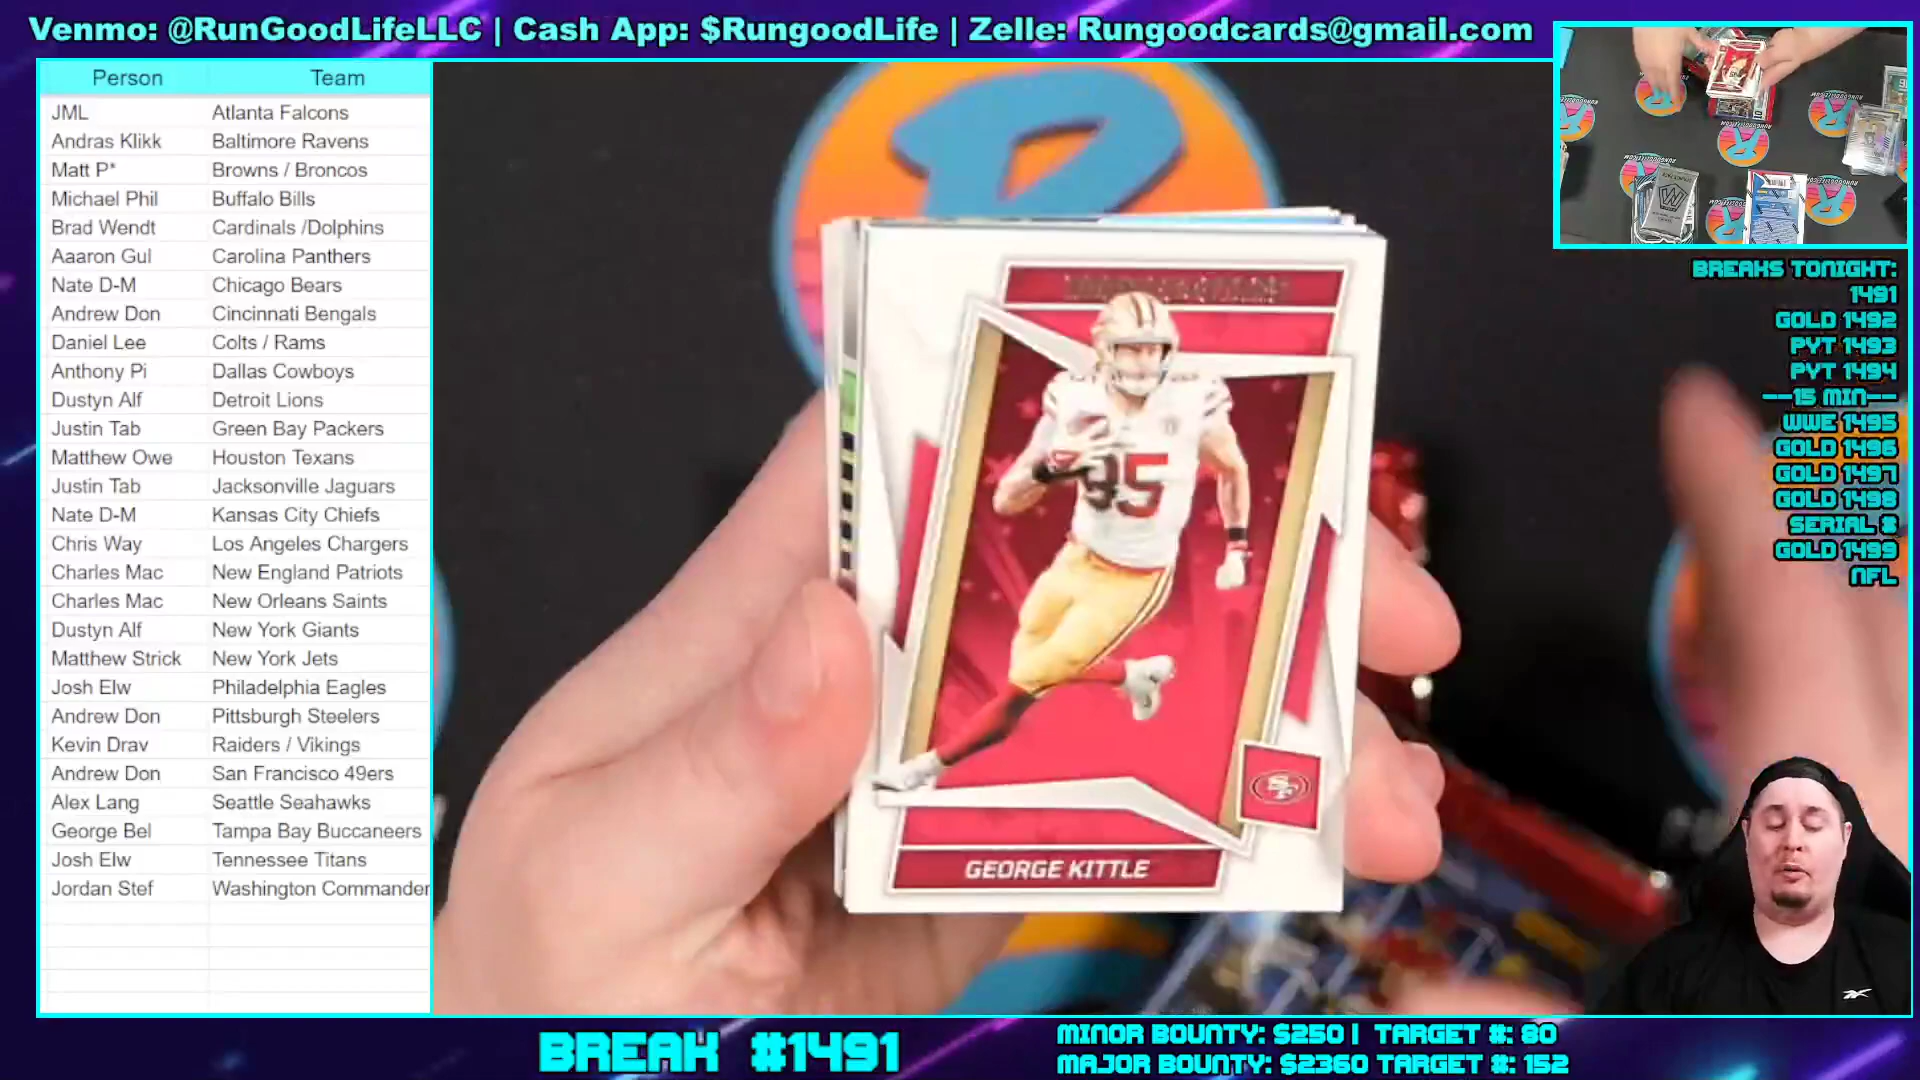 Venmo: @RunGoodLifeLLC | Cash App: $RungoodLife | Zelle: Rungoodcards@gmail.com
Person Team
JML Atlanta Falcons
Andras Klikk Baltimore Ravens
Matt P* Browns / Broncos
Michael Phil Buffalo Bills
Brad Wendt Cardinals /Dolphins
Aaaron Gul Carolina Panthers
Nate D-M Chicago Bears
Andrew Don Cincinnati Bengals
Daniel Lee Colts / Rams
Anthony Pi Dallas Cowboys
Dustyn Alf Detroit Lions
Justin Tab Green Bay Packers
Matthew Owe Houston Texans
Justin Tab Jacksonville Jaguars
Nate D-M Kansas City Chiefs
Chris Way Los Angeles Chargers
Charles Mac New England Patriots
Charles Mac New Orleans Saints
Dustyn Alf New York Giants
Matthew Strick New York Jets
Josh Elw Philadelphia Eagles
Andrew Don Pittsburgh Steelers
Kevin Drav Raiders / Vikings
Andrew Don San Francisco 49ers
Alex Lang Seattle Seahawks
George Bel Tampa Bay Buccaneers
Josh Elw Tennessee Titans
Jordan Stef Washington Commander
R
85
SF
GEORGE KITTLE
BREAKS TONIGHT:
1491
GOLD 1492
PYT 1493
PYT 1494
--15 MIN--
WWE 1495
GOLD 1496
GOLD 1497
GOLD 1498
SERIAL #
GOLD 1499
NFL
BREAK #1491
MINOR BOUNTY: $250 | TARGET #: 80
MAJOR BOUNTY: $2360 TARGET #: 152